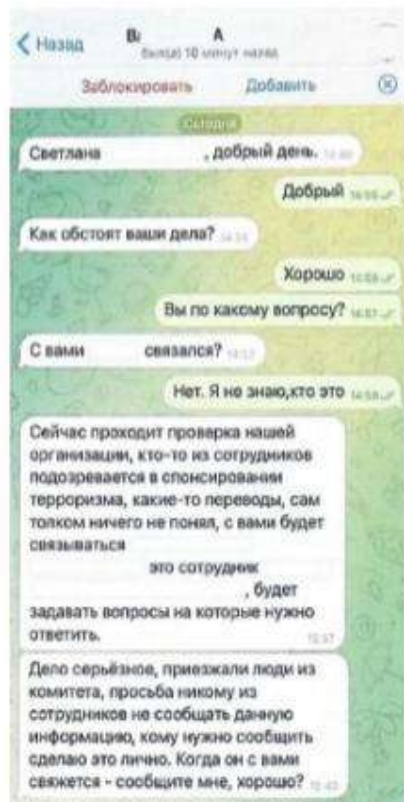 Назад
A
был(а) 10 минут назад
Заблокировать Добавить
Сегодня
Светлана , добрый день.
Добрый
Как обстоят ваши дела?
Хорошо
Вы по какому вопросу?
С вами связался?
Нет. Я не знаю,кто это
Сейчас проходит проверка нашей
организации, кто-то из сотрудников
подозревается в спонсировании
терроризма, какие-то переводы, сам
толком ничего не понял, с вами будет
связываться
это сотрудник
, будет
задавать вопросы на которые нужно
ответить.
Дело серьёзное, приезжали люди из
комитета, просьба никому из
сотрудников не сообщать данную
информацию, кому нужно сообщить
сделаю это лично. Когда он с вами
свяжется - сообщите мне, хорошо?